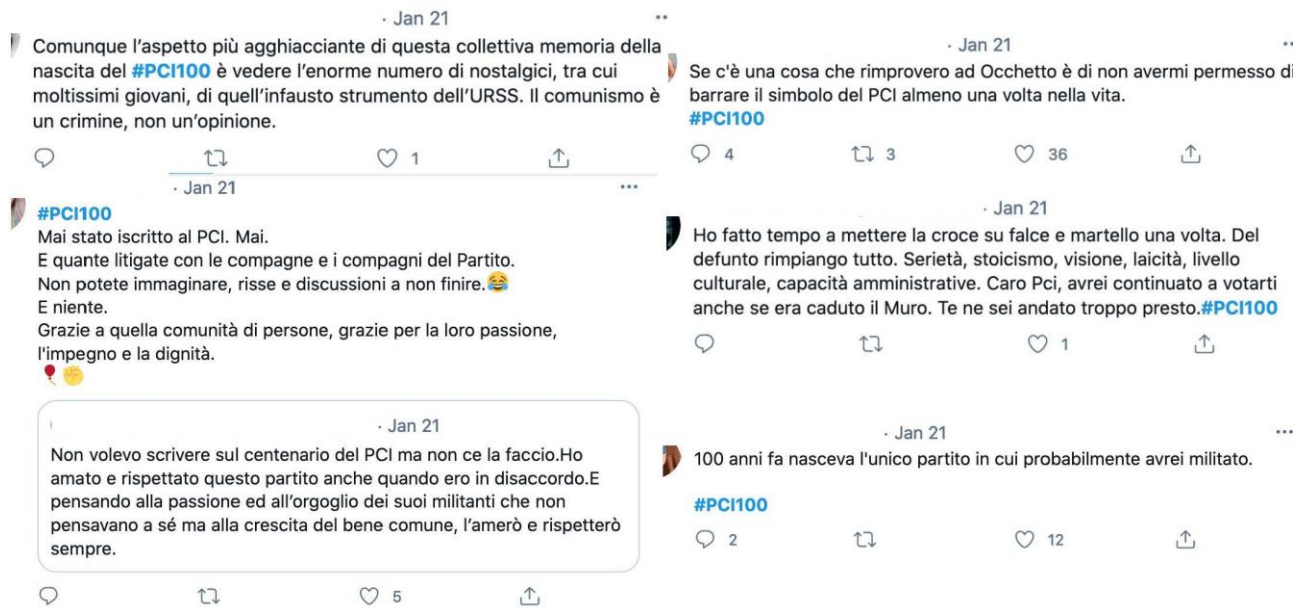 · Jan 21
Comunque l'aspetto più agghiacciante di questa collettiva memoria della
nascita del #PCI100 è vedere l'enorme numero di nostalgici, tra cui
moltissimi giovani, di quell'infausto strumento dell'URSS. Il comunismo è
un crimine, non un'opinione.
1
· Jan 21
#PCI100
Mai stato iscritto al PCI. Mai.
E quante litigate con le compagne e i compagni del Partito.
Non potete immaginare, risse e discussioni a non finire.😂
E niente.
Grazie a quella comunità di persone, grazie per la loro passione,
l'impegno e la dignità.
🎈✊
· Jan 21
Non volevo scrivere sul centenario del PCI ma non ce la faccio.Ho
amato e rispettato questo partito anche quando ero in disaccordo.E
pensando alla passione ed all'orgoglio dei suoi militanti che non
pensavano a sé ma alla crescita del bene comune, l'amerò e rispetterò
sempre.
5
· Jan 21
Se c'è una cosa che rimprovero ad Occhetto è di non avermi permesso di
barrare il simbolo del PCI almeno una volta nella vita.
#PCI100
4 3 36
· Jan 21
Ho fatto tempo a mettere la croce su falce e martello una volta. Del
defunto rimpiango tutto. Serietà, stoicismo, visione, laicità, livello
culturale, capacità amministrative. Caro Pci, avrei continuato a votarti
anche se era caduto il Muro. Te ne sei andato troppo presto.#PCI100
1
· Jan 21
100 anni fa nasceva l'unico partito in cui probabilmente avrei militato.
#PCI100
2 12